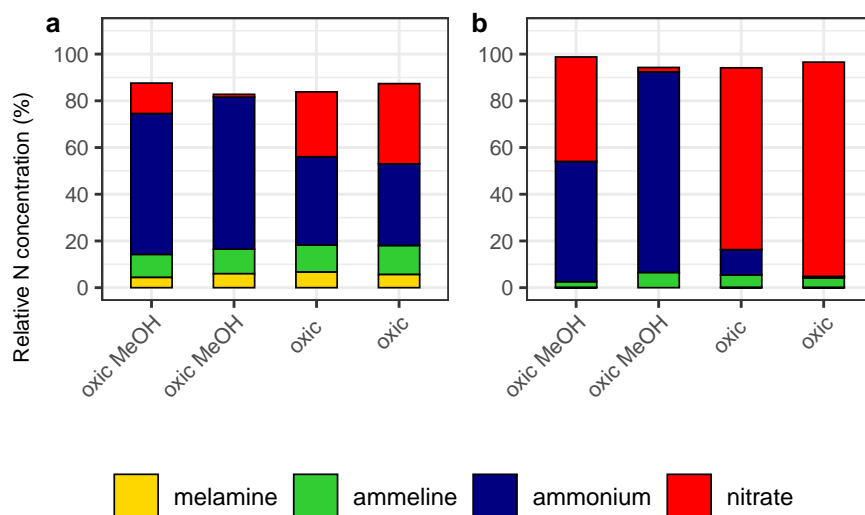 a
b
Relative N concentration (%)
100
80
60
40
20
0
100
80
60
40
20
0
oxic MeOH
oxic MeOH
oxic
oxic
oxic MeOH
oxic MeOH
oxic
oxic
melamine ammeline ammonium nitrate